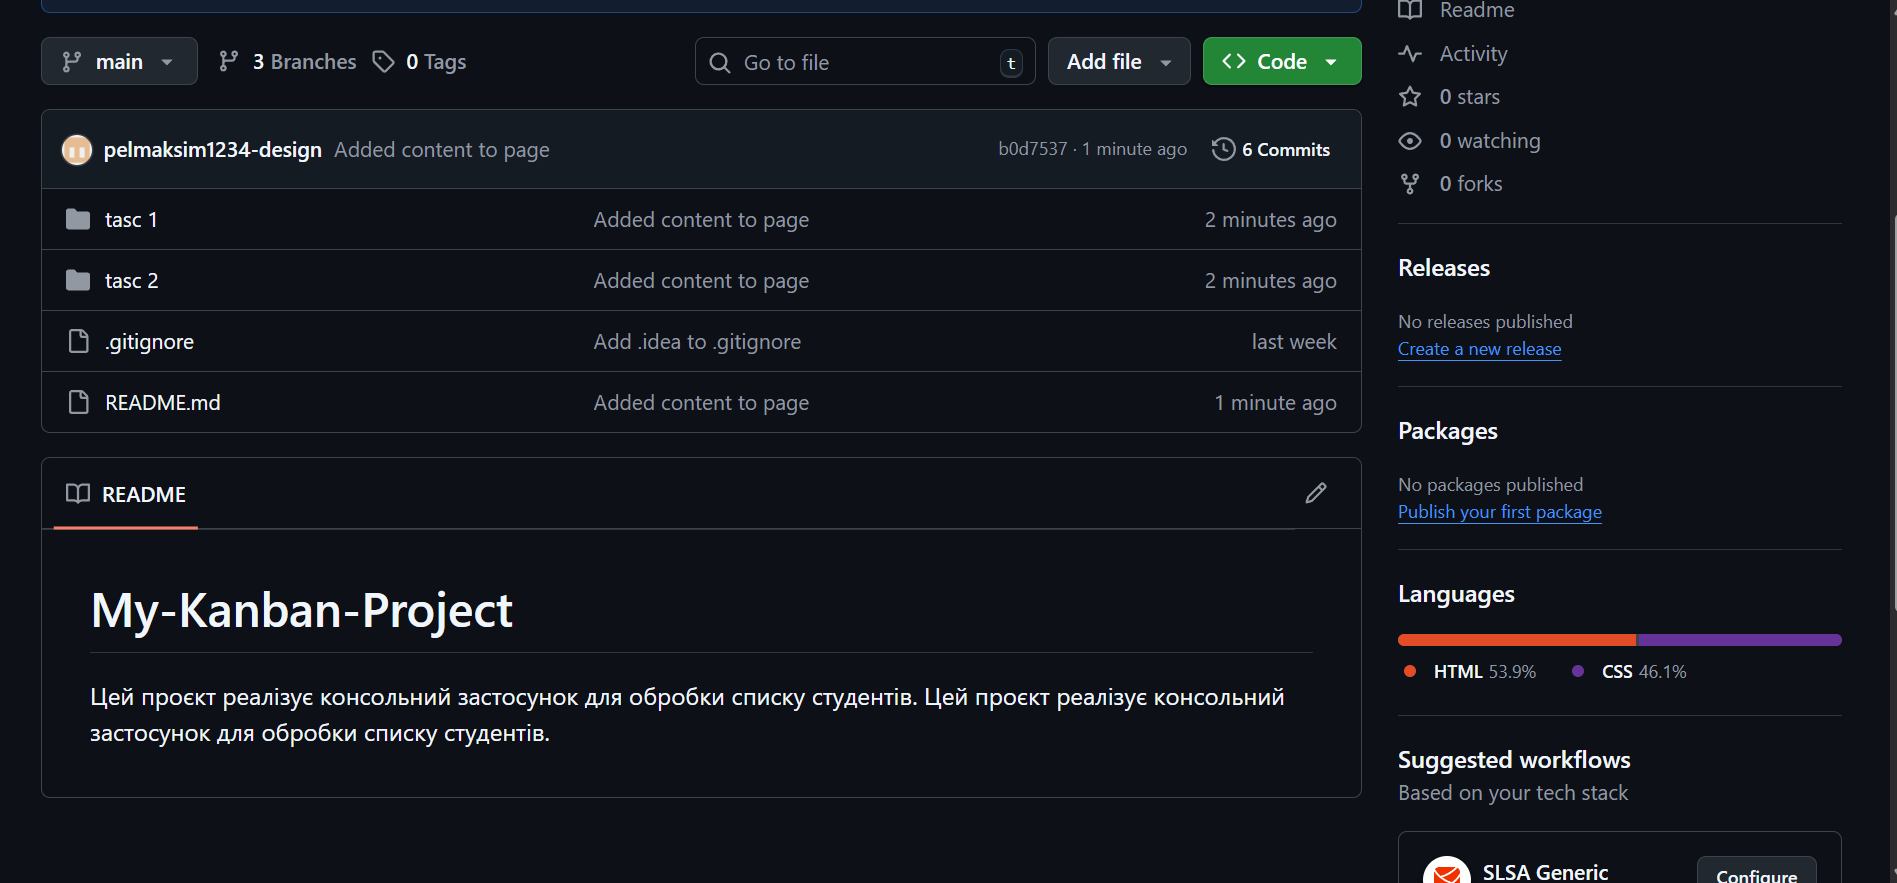 main
3 Branches
0 Tags
Go to file
t
Add file
Code
pelmaksim1234-design Added content to page
b0d7537 · 1 minute ago
6 Commits
tasc 1
Added content to page
2 minutes ago
tasc 2
Added content to page
2 minutes ago
.gitignore
Add .idea to .gitignore
last week
README.md
Added content to page
1 minute ago
README
My-Kanban-Project
Цей проєкт реалізує консольний застосунок для обробки списку студентів. Цей проєкт реалізує консольний
застосунок для обробки списку студентів.
Readme
Activity
0 stars
0 watching
0 forks
Releases
No releases published
Create a new release
Packages
No packages published
Publish your first package
Languages
HTML 53.9%
CSS 46.1%
Suggested workflows
Based on your tech stack
SLSA Generic
Configure